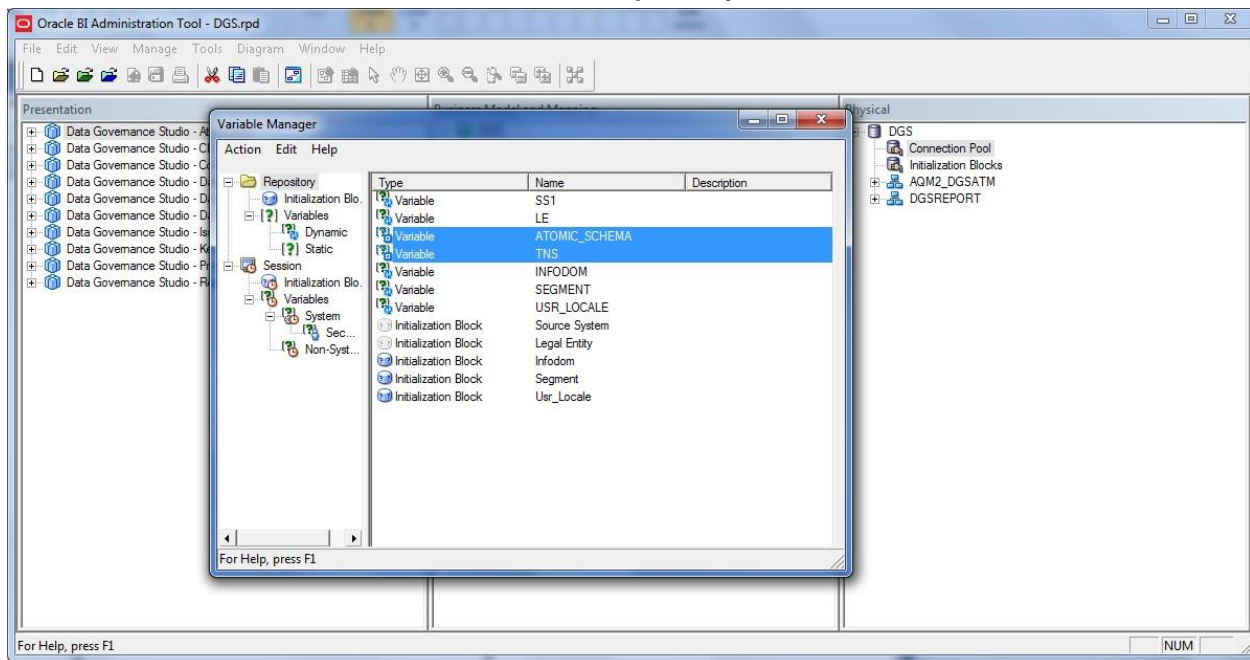 Oracle BI Administration Tool - DGS.rpd
File Edit View Manage Tools Diagram Window Help
Presentation
Physical
Data Governance Studio - 
Data Governance Studio - 
Data Governance Studio - 
Data Governance Studio - 
Data Governance Studio - 
Data Governance Studio - 
Data Governance Studio - 
Data Governance Studio - 
Data Governance Studio - 
Data Governance Studio - 
Variable Manager
Action Edit Help
Repository
Initialization Blo.
Variables
Dynamic
Static
Session
Initialization Blo.
Variables
System
Sec...
Non-Syst...
Type Name Description
Variable SS1
Variable LE
Variable ATOMIC_SCHEMA
Variable TNS
Variable INFODOM
Variable SEGMENT
Variable USR_LOCALE
Initialization Block Source System
Initialization Block Legal Entity
Initialization Block Infodom
Initialization Block Segment
Initialization Block Usr_Locale
For Help, press F1
DGS
Connection Pool
Initialization Blocks
AQM2_DGSATM
DGSREPORT
For Help, press F1
NUM